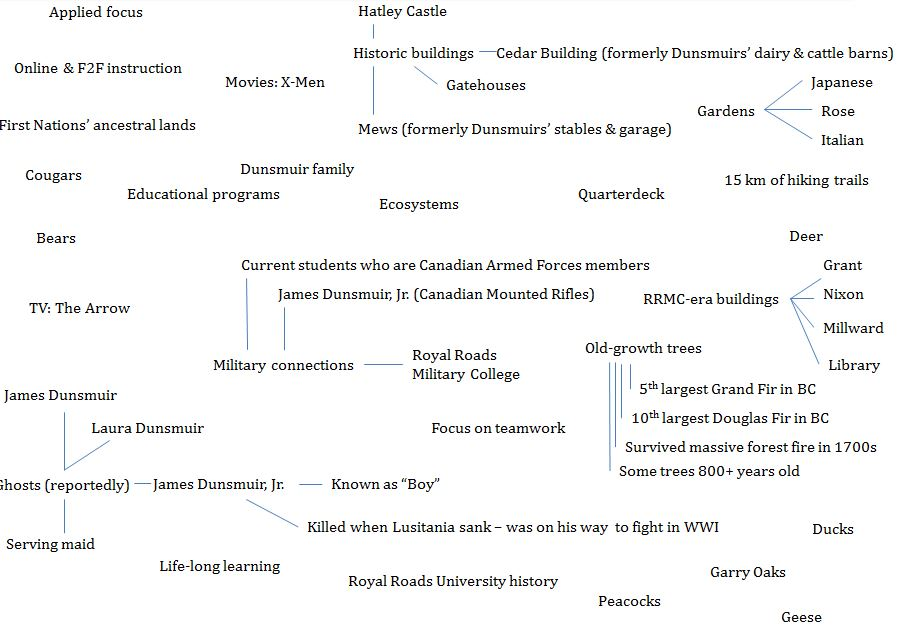 Applied focus
Hatley Castle
Historic buildings
Cedar Building (formerly Dunsmuirs’ dairy & cattle barns)
Online & F2F instruction
Movies: X-Men
Gatehouses
Japanese
Gardens
Rose
First Nations’ ancestral lands
Mews (formerly Dunsmuirs’ stables & garage)
Italian
Cougars
Dunsmuir family
15 km of hiking trails
Educational programs
Ecosystems
Quarterdeck
Bears
Deer
Current students who are Canadian Armed Forces members
Grant
TV: The Arrow
James Dunsmuir, Jr. (Canadian Mounted Rifles)
RRMC-era buildings
Nixon
Millward
Old-growth trees
Military connections
Royal Roads
Military College
Library
James Dunsmuir
5th largest Grand Fir in BC
Laura Dunsmuir
Focus on teamwork
10th largest Douglas Fir in BC
Survived massive forest fire in 1700s
Some trees 800+ years old
Ghosts (reportedly)
James Dunsmuir, Jr.
Known as “Boy”
Killed when Lusitania sank – was on his way to fight in WWI
Ducks
Serving maid
Life-long learning
Royal Roads University history
Garry Oaks
Peacocks
Geese